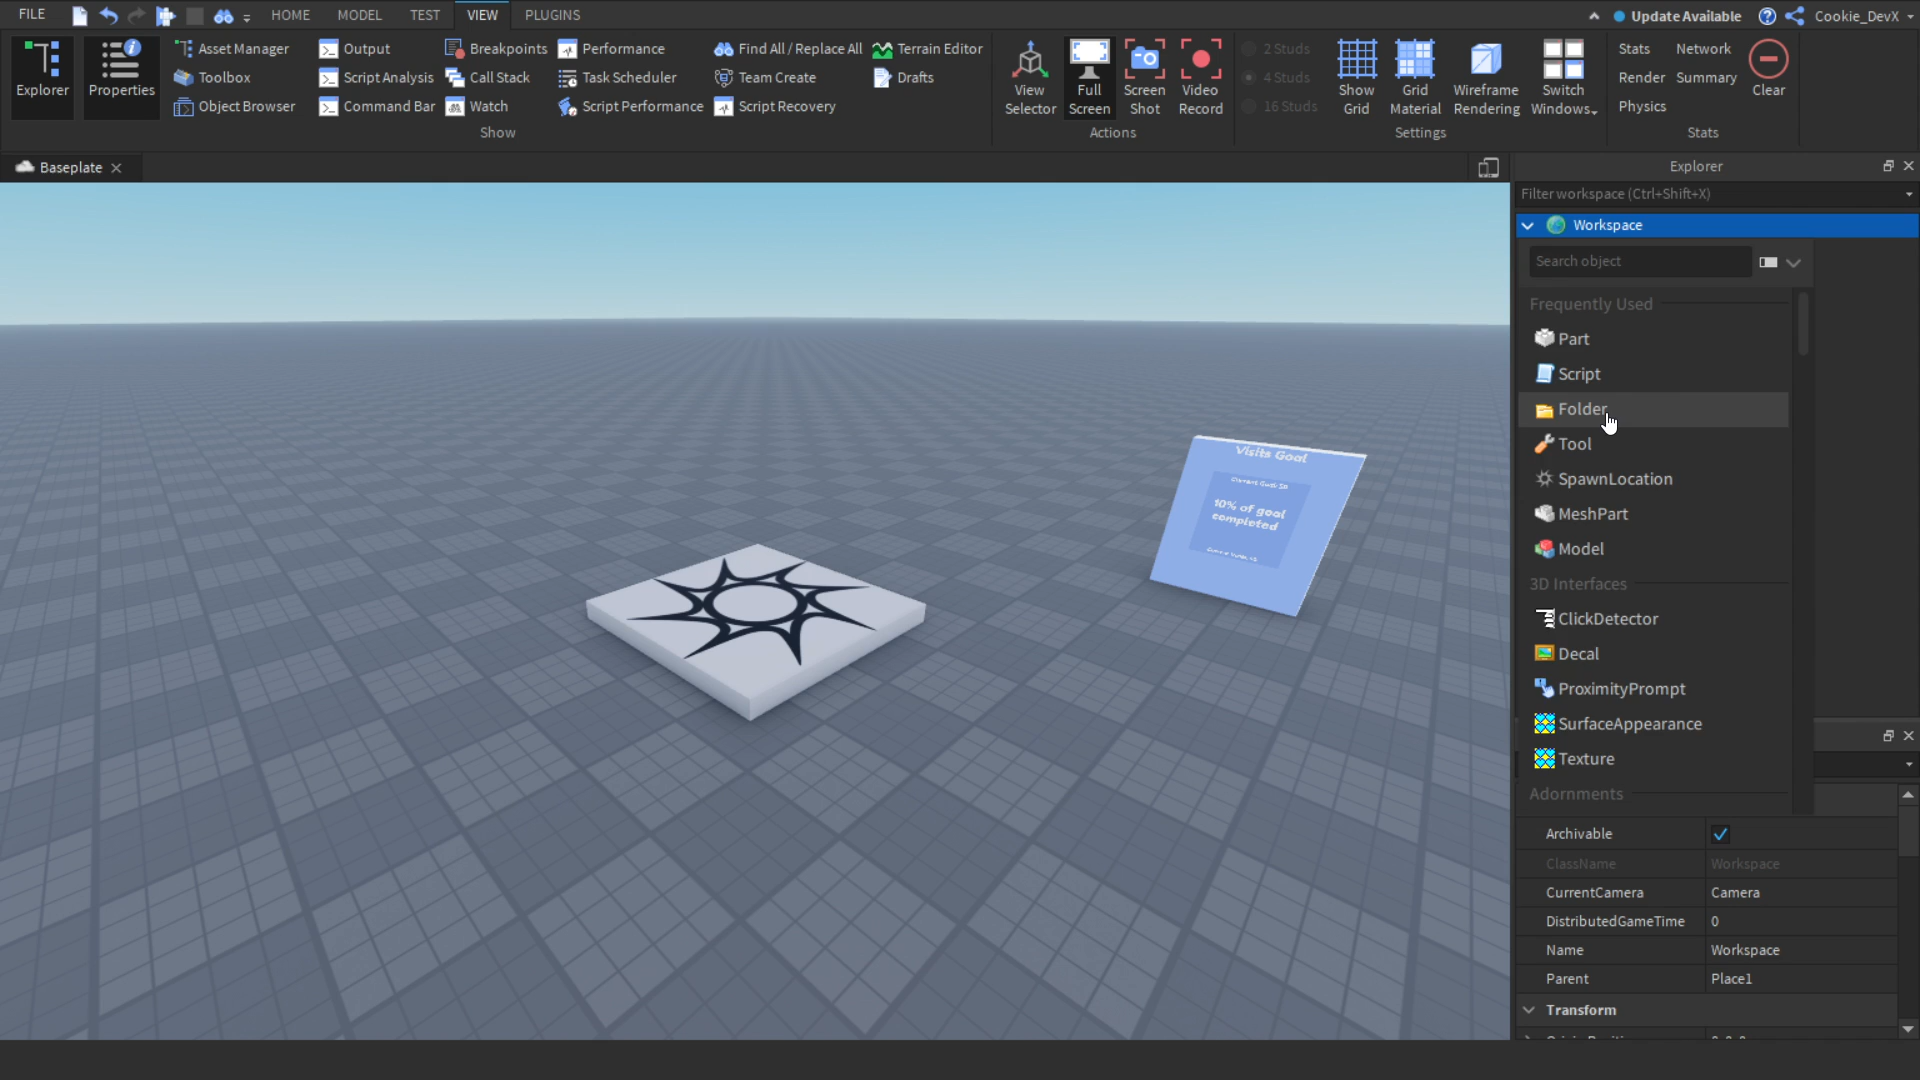 FILE HOME MODEL TEST VIEW PLUGINS Update Available Cookie_DevX
Explorer
Properties
Asset Manager
Toolbox
Object Browser
Output
Script Analysis
Command Bar
Breakpoints
Call Stack
Watch
Performance
Task Scheduler
Script Performance
Find All / Replace All
Team Create
Script Recovery
Terrain Editor
Drafts
Show
View Selector
Full Screen
Screen Shot
Video Record
Actions
2 Studs
4 Studs
16 Studs
Show Grid
Grid Material
Wireframe Rendering
Switch Windows
Settings
Stats
Render
Physics
Network
Summary
Clear
Stats
Baseplate
Visits Goal
10% of goal
completed
Explorer
Filter workspace (Ctrl+Shift+X)
Workspace
Search object
Frequently Used
Part
Script
Folder
Tool
SpawnLocation
MeshPart
Model
3D Interfaces
ClickDetector
Decal
ProximityPrompt
SurfaceAppearance
Texture
Adornments
Archivable
ClassName Workspace
CurrentCamera Camera
DistributedGameTime 0
Name Workspace
Parent Place1
Transform